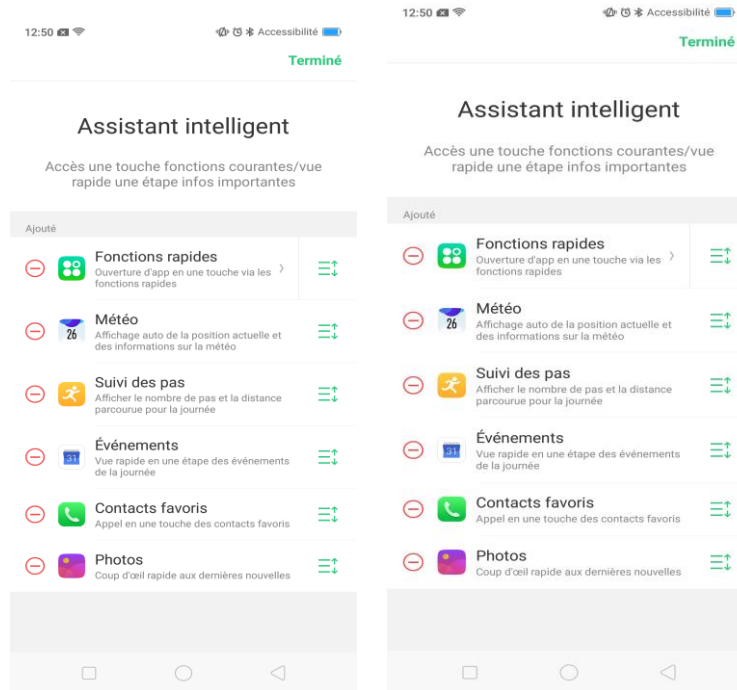 12:50
Accessibilité
Terminé
Assistant intelligent
Accès une touche fonctions courantes/vue
rapide une étape infos importantes
Ajouté
Fonctions rapides
Ouverture d'app en une touche via les
fonctions rapides
26
Météo
Affichage auto de la position actuelle et
des informations sur la météo
Suivi des pas
Afficher le nombre de pas et la distance
parcourue pour la journée
31
Événements
Vue rapide en une étape des événements
de la journée
Contacts favoris
Appel en une touche des contacts favoris
Photos
Coup d'œil rapide aux dernières nouvelles
12:50
Accessibilité
Terminé
Assistant intelligent
Accès une touche fonctions courantes/vue
rapide une étape infos importantes
Ajouté
Fonctions rapides
Ouverture d'app en une touche via les
fonctions rapides
26
Météo
Affichage auto de la position actuelle et
des informations sur la météo
Suivi des pas
Afficher le nombre de pas et la distance
parcourue pour la journée
31
Événements
Vue rapide en une étape des événements
de la journée
Contacts favoris
Appel en une touche des contacts favoris
Photos
Coup d'œil rapide aux dernières nouvelles